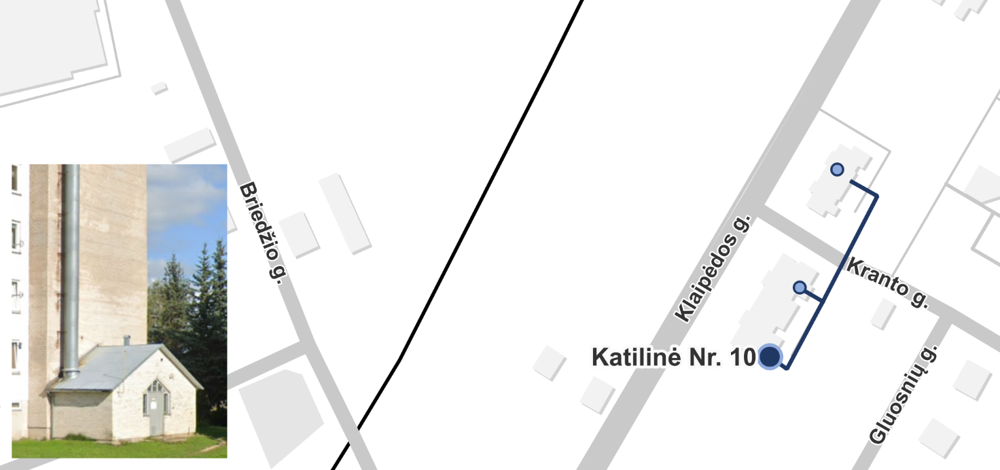 Briedžio g.
Klaipėdos g.
Kranto g.
Katilinė Nr. 10
Gluosnių g.